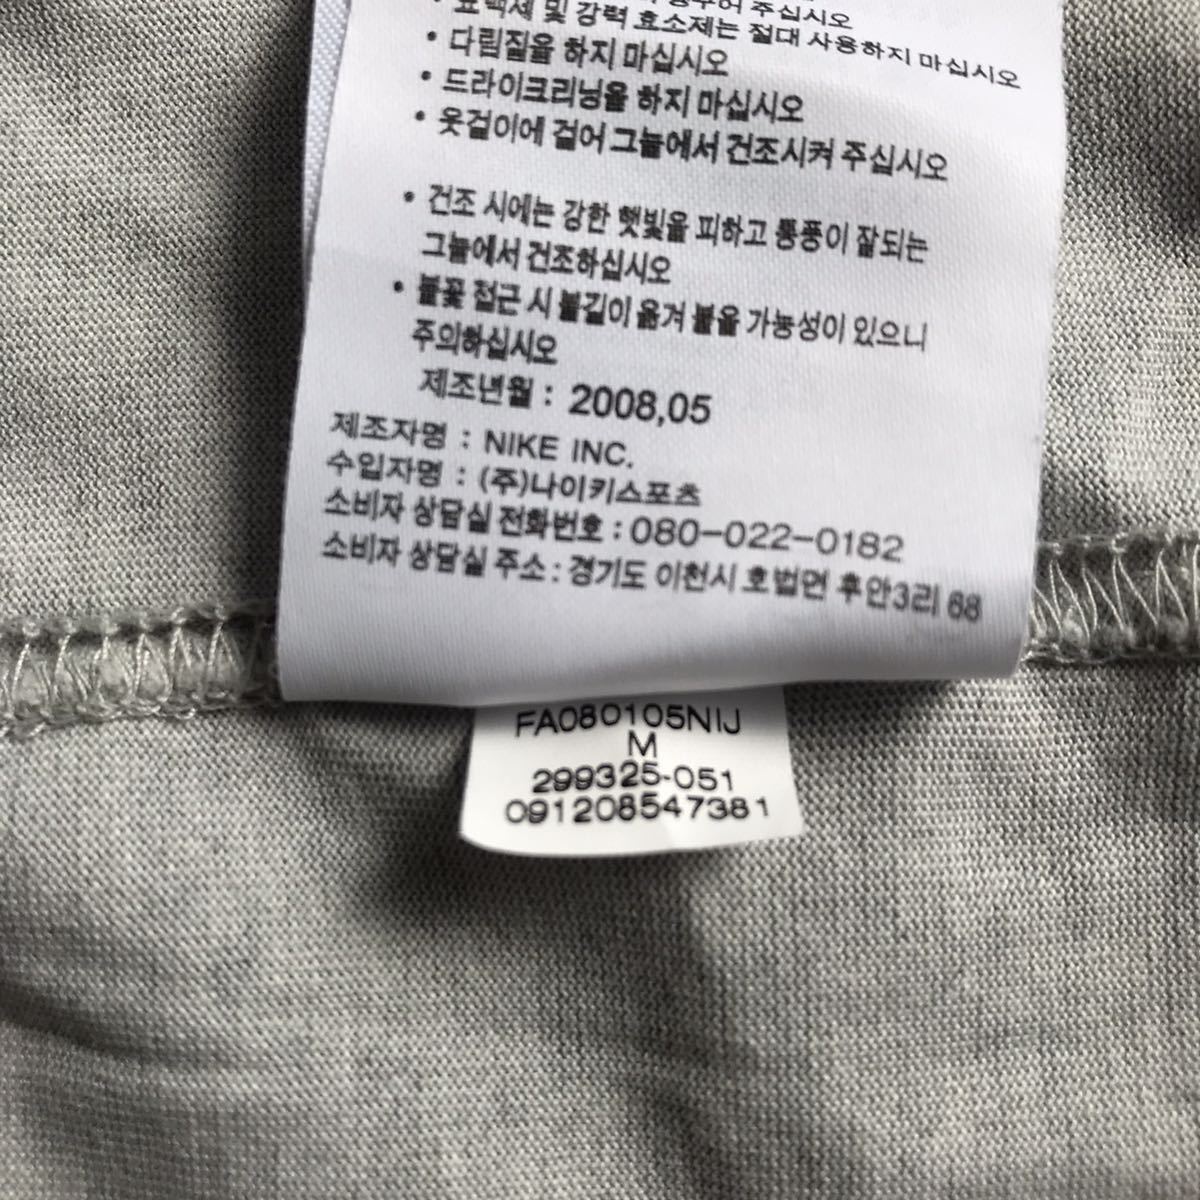 주십시오
• 표백제 및 강력 효소제는 절대 사용하지 마십시오
• 다림질을 하지 마십시오
• 드라이크리닝을 하지 마십시오
• 옷걸이에 걸어 그늘에서 건조시켜 주십시오
• 건조 시에는 강한 햇빛을 피하고 통풍이 잘되는
그늘에서 건조하십시오
• 불꽃 접근 시 불길이 옮겨 붙을 가능성이 있으니
주의하십시오
제조년월 : 2008,05
제조자명 : NIKE INC.
수입자명 : (주)나이키스포츠
소비자 상담실 전화번호 : 080-022-0182
소비자 상담실 주소 : 경기도 이천시 호법면 후안3리 68
FA080105NIJ
M
299325-051
091208547381